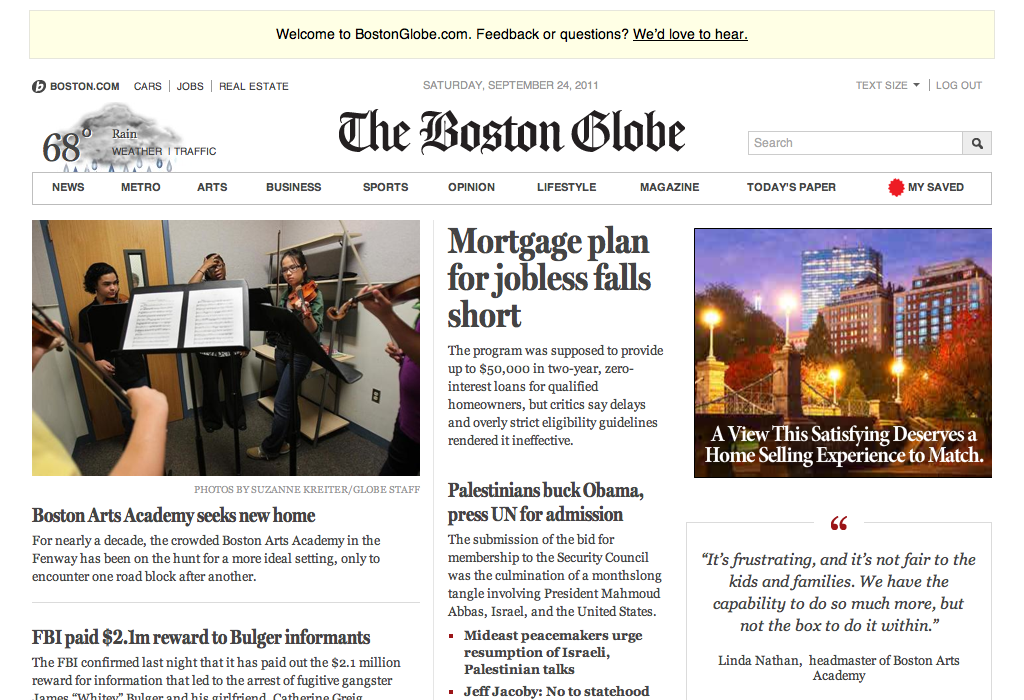 Welcome to BostonGlobe.com. Feedback or questions? We'd love to hear.
b BOSTON.COM CARS JOBS REAL ESTATE
SATURDAY, SEPTEMBER 24, 2011
TEXT SIZE LOG OUT
68° Rain
WEATHER | TRAFFIC
The Boston Globe
Search
NEWS METRO ARTS BUSINESS SPORTS OPINION LIFESTYLE MAGAZINE TODAY'S PAPER MY SAVED
PHOTOS BY SUZANNE KREITER/GLOBE STAFF
Boston Arts Academy seeks new home
For nearly a decade, the crowded Boston Arts Academy in the
Fenway has been on the hunt for a more ideal setting, only to
encounter one road block after another.
FBI paid $2.1m reward to Bulger informants
The FBI confirmed last night that it has paid out the $2.1 million
reward for information that led to the arrest of fugitive gangster
James “Whitey” Bulger and his girlfriend, Catherine Greig
Mortgage plan
for jobless falls
short
The program was supposed to provide
up to $50,000 in two-year, zero-
interest loans for qualified
homeowners, but critics say delays
and overly strict eligibility guidelines
rendered it ineffective.
Palestinians buck Obama,
press UN for admission
The submission of the bid for
membership to the Security Council
was the culmination of a monthslong
tangle involving President Mahmoud
Abbas, Israel, and the United States.
Mideast peacemakers urge
resumption of Israeli,
Palestinian talks
Jeff Jacoby: No to statehood
A View This Satisfying Deserves a
Home Selling Experience to Match.
“
“It’s frustrating, and it’s not fair to the
kids and families. We have the
capability to do so much more, but
not the box to do it within.”
Linda Nathan, headmaster of Boston Arts
Academy